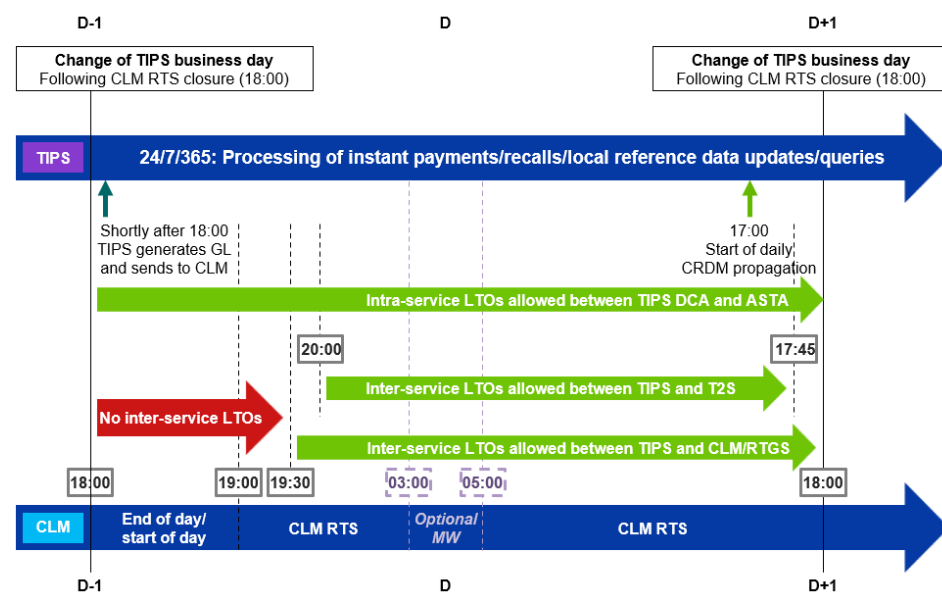 D-1
D
D+1
Change of TIPS business day
Following CLM RTS closure (18:00)
Change of TIPS business day
Following CLM RTS closure (18:00)
TIPS
24/7/365: Processing of instant payments/recalls/local reference data updates/queries
Shortly after 18:00
TIPS generates GL
and sends to CLM
17:00
Start of daily
CRDM propagation
Intra-service LTOs allowed between TIPS DCA and ASTA
20:00
17:45
Inter-service LTOs allowed between TIPS and T2S
No inter-service LTOs
Inter-service LTOs allowed between TIPS and CLM/RTGS
18:00
19:00
19:30
03:00
05:00
18:00
CLM
End of day/
start of day
CLM RTS
Optional
MW
CLM RTS
D-1
D
D+1